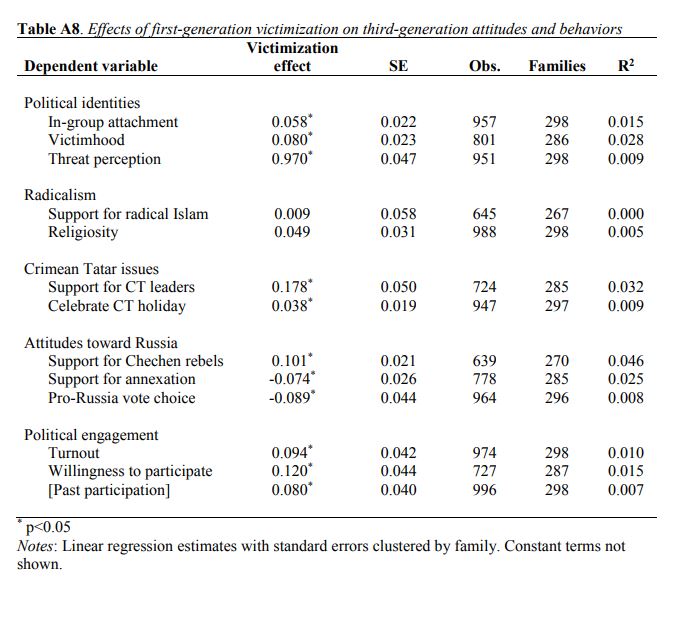 Table A8. Effects of first-generation victimization on third-generation attitudes and behaviors
Dependent variable Victimization effect SE Obs. Families R²
Political identities
In-group attachment 0.058* 0.022 957 298 0.015
Victimhood 0.080* 0.023 801 286 0.028
Threat perception 0.970* 0.047 951 298 0.009
Radicalism
Support for radical Islam 0.009 0.058 645 267 0.000
Religiosity 0.049 0.031 988 298 0.005
Crimean Tatar issues
Support for CT leaders 0.178* 0.050 724 285 0.032
Celebrate CT holiday 0.038* 0.019 947 297 0.009
Attitudes toward Russia
Support for Chechen rebels 0.101* 0.021 639 270 0.046
Support for annexation -0.074* 0.026 778 285 0.025
Pro-Russia vote choice -0.089* 0.044 964 296 0.008
Political engagement
Turnout 0.094* 0.042 974 298 0.010
Willingness to participate 0.120* 0.044 727 287 0.015
[Past participation] 0.080* 0.040 996 298 0.007
* p<0.05
Notes: Linear regression estimates with standard errors clustered by family. Constant terms not
shown.